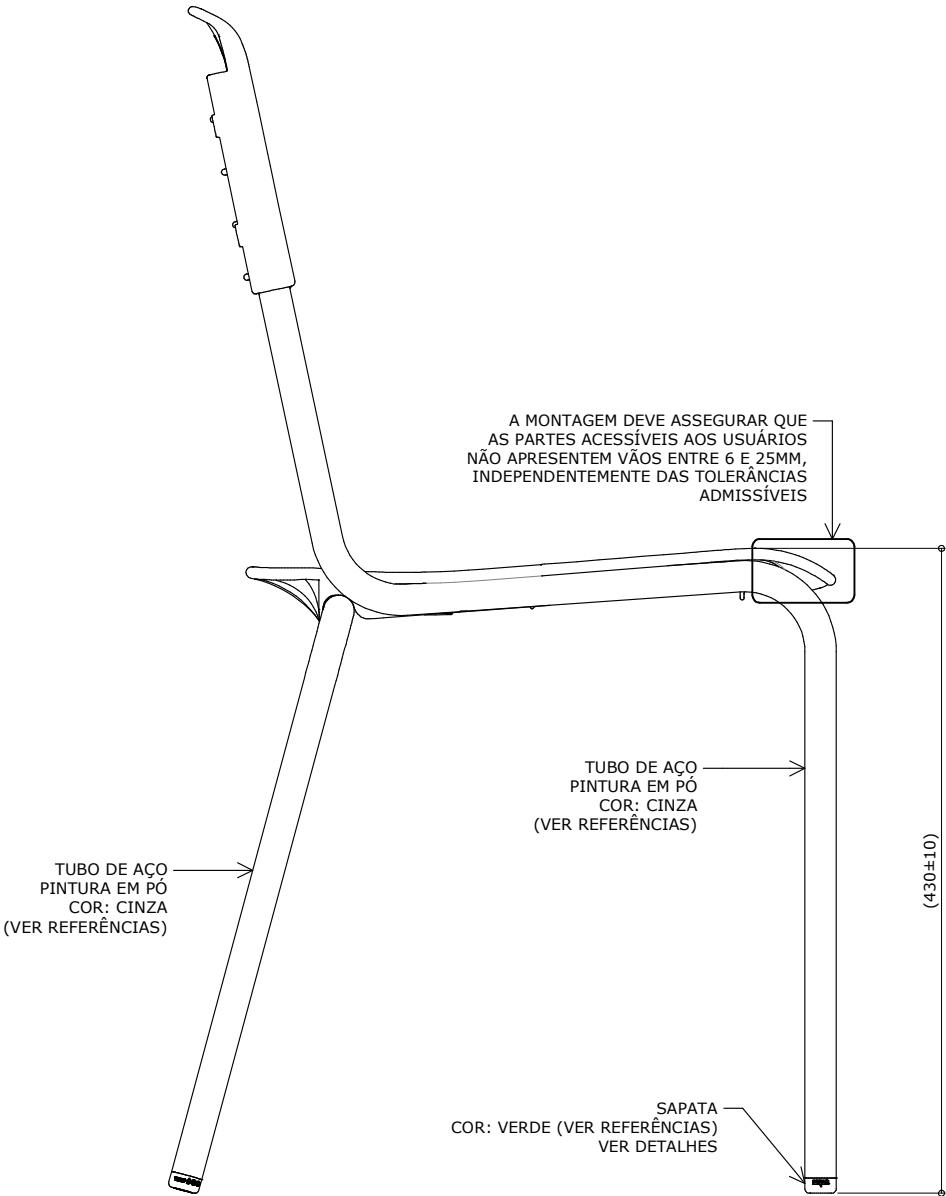 A MONTAGEM DEVE ASSEGURAR QUE
AS PARTES ACESSÍVEIS AOS USUÁRIOS
NÃO APRESENTEM VÃOS ENTRE 6 E 25MM,
INDEPENDENTEMENTE DAS TOLERÂNCIAS
ADMISSÍVEIS
TUBO DE AÇO
PINTURA EM PÓ
COR: CINZA
(VER REFERÊNCIAS)
(430±10)
TUBO DE AÇO
PINTURA EM PÓ
COR: CINZA
(VER REFERÊNCIAS)
SAPATA
COR: VERDE (VER REFERÊNCIAS)
VER DETALHES